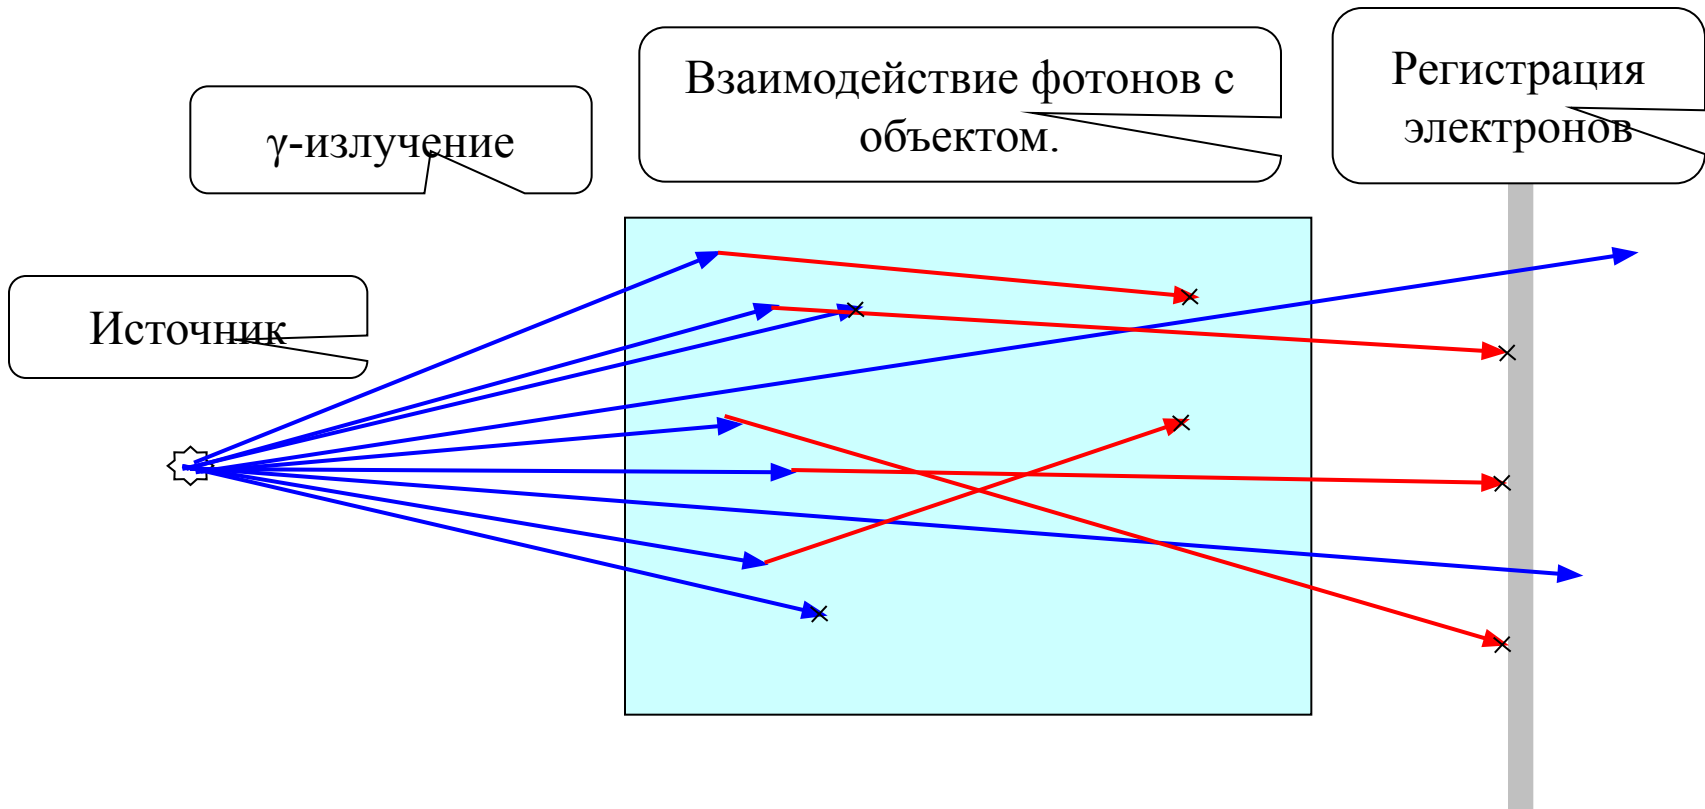 γ-излучение
Взаимодействие фотонов с
объектом.
Регистрация
электронов
Источник